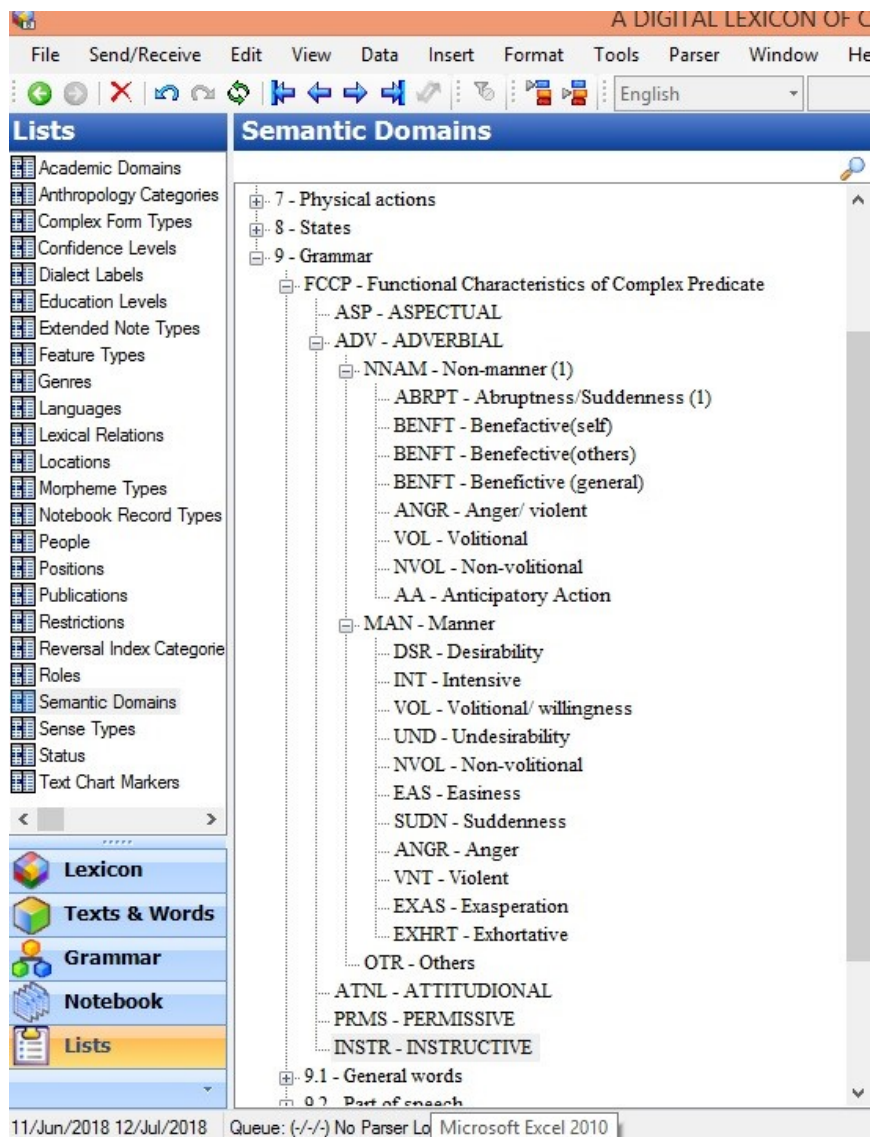 A DIGITAL LEXICON OF C
File Send/Receive Edit View Data Insert Format Tools Parser Window He
English
Lists
Academic Domains
Anthropology Categories
Complex Form Types
Confidence Levels
Dialect Labels
Education Levels
Extended Note Types
Feature Types
Genres
Languages
Lexical Relations
Locations
Morpheme Types
Notebook Record Types
People
Positions
Publications
Restrictions
Reversal Index Categorie
Roles
Semantic Domains
Sense Types
Status
Text Chart Markers
Lexicon
Texts & Words
Grammar
Notebook
Lists
Semantic Domains
7 - Physical actions
8 - States
9 - Grammar
FCCP - Functional Characteristics of Complex Predicate
ASP - ASPECTUAL
ADV - ADVERBIAL
NNAM - Non-manner (1)
ABRPT - Abruptness/Suddenness (1)
BENFT - Benefactive(self)
BENFT - Benefective(others)
BENFT - Benefictive (general)
ANGR - Anger/ violent
VOL - Volitional
NVOL - Non-volitional
AA - Anticipatory Action
MAN - Manner
DSR - Desirability
INT - Intensive
VOL - Volitional/ willingness
UND - Undesirability
NVOL - Non-volitional
EAS - Easiness
SUDN - Suddenness
ANGR - Anger
VNT - Violent
EXAS - Exasperation
EXHRT - Exhortative
OTR - Others
ATNL - ATTITUDIONAL
PRMS - PERMISSIVE
INSTR - INSTRUCTIVE
9.1 - General words
9.2 Part of speech
11/Jun/2018 12/Jul/2018 Queue: (-/-/-) No Parser Lo Microsoft Excel 2010